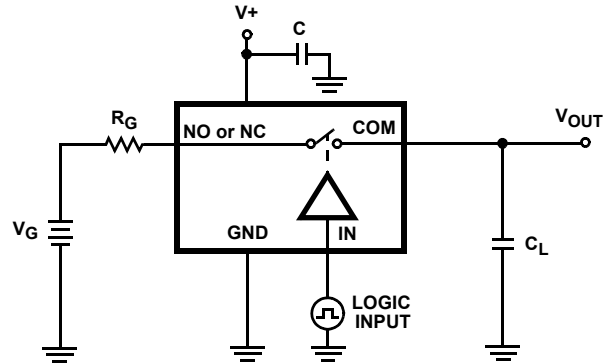 V+
C
RG
NO or NC
COM
VOUT
VG
GND
IN
CL
LOGIC
INPUT